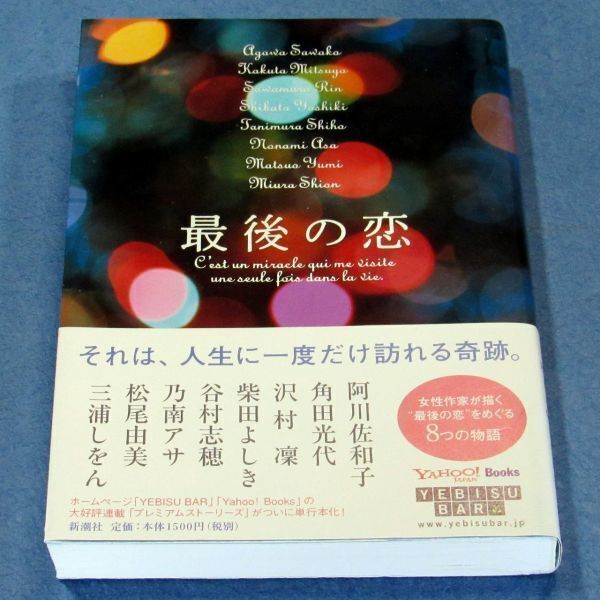 Agawa Sawako
Kakuta Mitsuyo
Sawamura Rin
Shibata Yoshiki
Tanimura Shiho
Nonami Asa
Matsuo Yumi
Miura Shion
最後の恋
C'est un miracle qui me visite
une seule fois dans la vie.
それは、人生に一度だけ訪れる奇跡。
阿川佐和子
角田光代
沢村凜
柴田よしき
谷村志穂
乃南アサ
松尾由美
三浦しをん
女性作家が描く
“最後の恋”をめぐる
8つの物語
YAHOO! JAPAN Books
YEBISU
BAR
www.yebisubar.jp
ホームページ「YEBISU BAR」「Yahoo! Books」の
大好評連載「プレミアムストーリーズ」がついに単行本化!
新潮社 定価:本体1500円(税別)